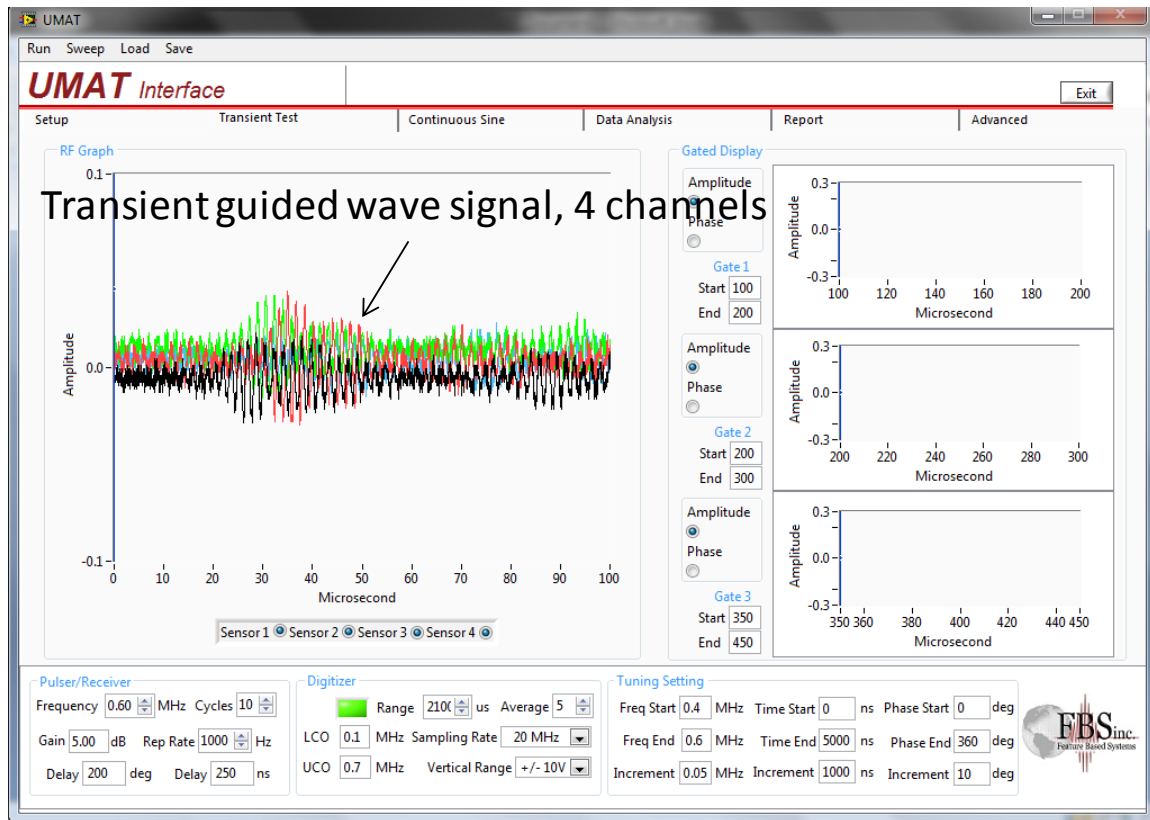 UMAT
Run Sweep Load Save
UMAT Interface
Exit
Setup Transient Test Continuous Sine Data Analysis Report Advanced
RF Graph
Transient guided wave signal, 4 channels
0.1
0.0
-0.1
Amplitude
0 10 20 30 40 50 60 70 80 90 100
Microsecond
Sensor 1 Sensor 2 Sensor 3 Sensor 4
Gated Display
Amplitude
Phase
Gate 1
Start 100
End 200
0.3
0.0
-0.3
Amplitude
100 120 140 160 180 200
Microsecond
Amplitude
Phase
Gate 2
Start 200
End 300
0.3
0.0
-0.3
Amplitude
200 220 240 260 280 300
Microsecond
Amplitude
Phase
Gate 3
Start 350
End 450
0.3
0.0
-0.3
Amplitude
350 360 380 400 420 440 450
Microsecond
Pulser/Receiver
Frequency 0.60 MHz Cycles 10
Gain 5.00 dB Rep Rate 1000 Hz
Delay 200 deg Delay 250 ns
Digitizer
Range 210 us Average 5
LCO 0.1 MHz Sampling Rate 20 MHz
UCO 0.7 MHz Vertical Range +/- 10V
Tuning Setting
Freq Start 0.4 MHz Time Start 0 ns Phase Start 0 deg
Freq End 0.6 MHz Time End 5000 ns Phase End 360 deg
Increment 0.05 MHz Increment 1000 ns Increment 10 deg
FBS inc.
Feature Based Systems